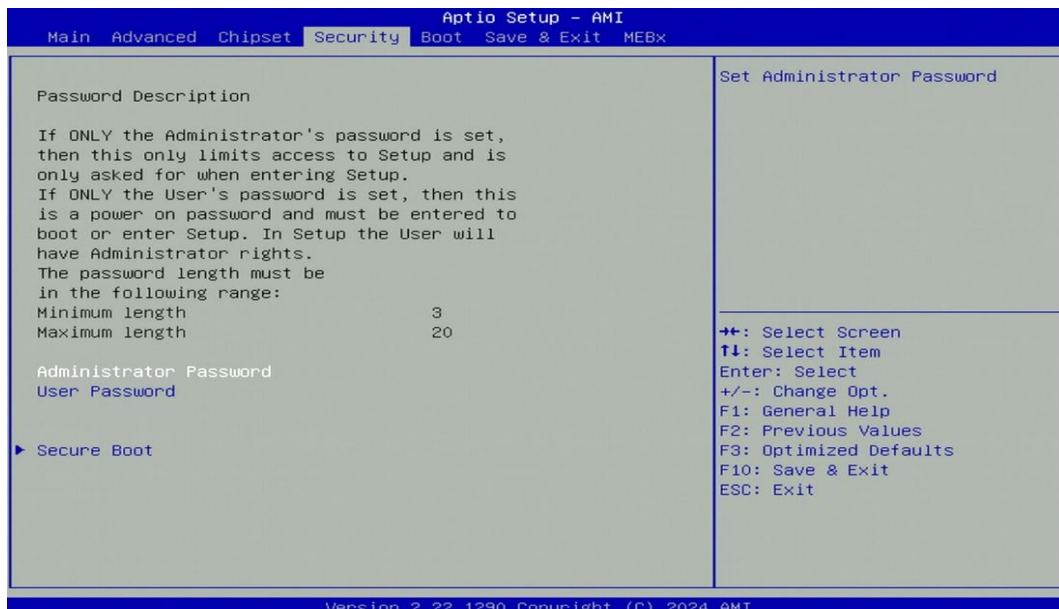 Aptio Setup – AMI
Main Advanced Chipset Security Boot Save & Exit MEBx
Password Description
If ONLY the Administrator's password is set,
then this only limits access to Setup and is
only asked for when entering Setup.
If ONLY the User's password is set, then this
is a power on password and must be entered to
boot or enter Setup. In Setup the User will
have Administrator rights.
The password length must be
in the following range:
Minimum length 3
Maximum length 20
Administrator Password
User Password
► Secure Boot
Set Administrator Password
→←: Select Screen
↑↓: Select Item
Enter: Select
+/-: Change Opt.
F1: General Help
F2: Previous Values
F3: Optimized Defaults
F10: Save & Exit
ESC: Exit
Version 2.22.1290 Copyright (C) 2024 AMI